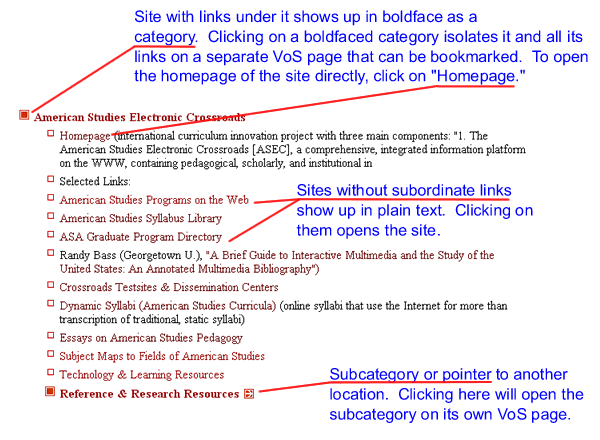 Site with links under it shows up in boldface as a
category. Clicking on a boldfaced category isolates it and all its
links on a separate VoS page that can be bookmarked. To open
the homepage of the site directly, click on "Homepage."
American Studies Electronic Crossroads
Homepage (international curriculum innovation project with three main components: "1. The
American Studies Electronic Crossroads [ASEC], a comprehensive, integrated information platform
on the WWW, containing pedagogical, scholarly, and institutional in
Selected Links:
American Studies Programs on the Web
American Studies Syllabus Library
ASA Graduate Program Directory
Sites without subordinate links
show up in plain text. Clicking on
them opens the site.
Randy Bass (Georgetown U.), "A Brief Guide to Interactive Multimedia and the Study of the
United States: An Annotated Multimedia Bibliography")
Crossroads Testsites & Dissemination Centers
Dynamic Syllabi (American Studies Curricula) (online syllabi that use the Internet for more than
transcription of traditional, static syllabi)
Essays on American Studies Pedagogy
Subject Maps to Fields of American Studies
Technology & Learning Resources
Reference & Research Resources
Subcategory or pointer to another
location. Clicking here will open the
subcategory on its own VoS page.